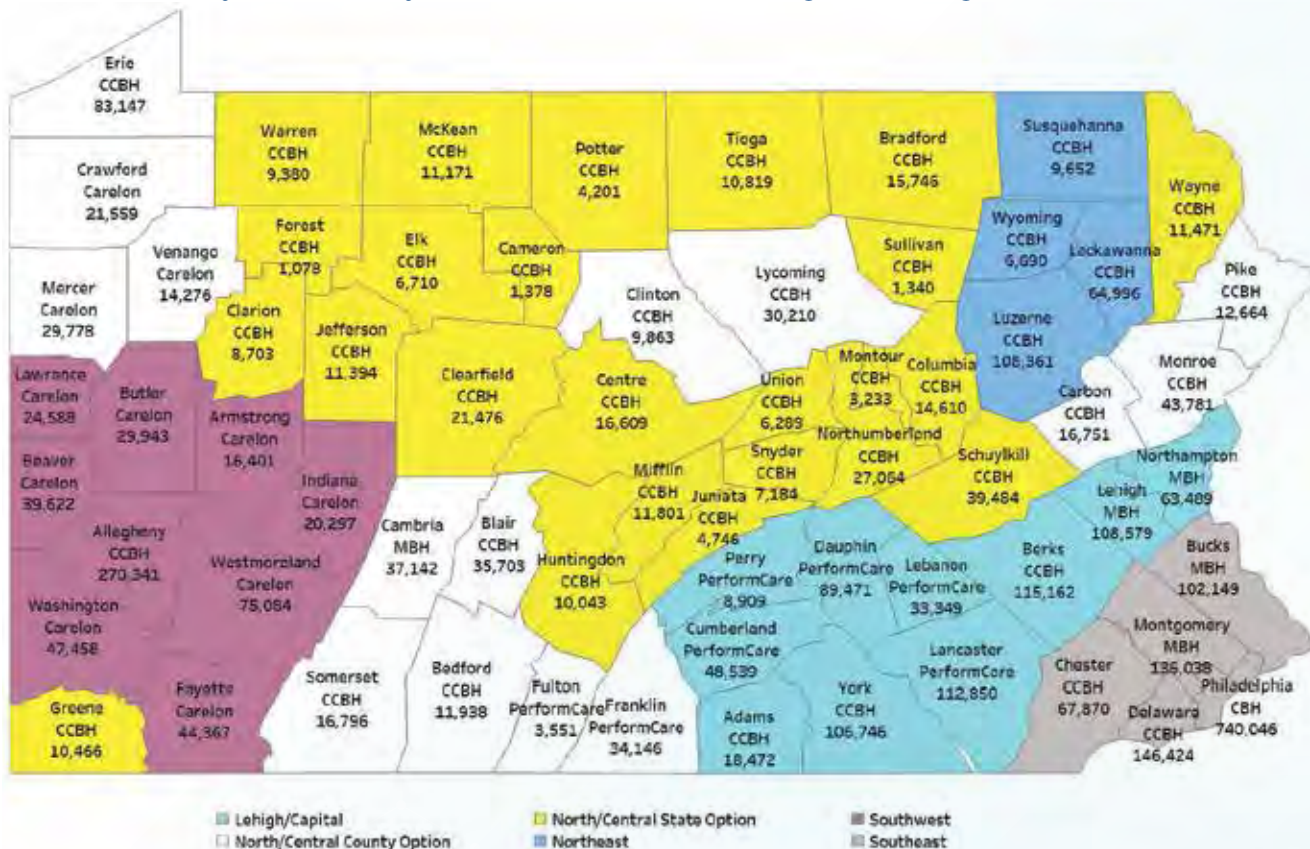 Erie
CCBH
83,147
Warren
CCBH
9,380
McKean
CCBH
11,171
Potter
CCBH
4,201
Tioga
CCBH
10,819
Bradford
CCBH
15,746
Susquehanna
CCBH
9,652
Wayne
CCBH
11,471
Crawford
Carelon
21,559
Venango
Carelon
14,276
Forest
CCBH
1,078
Elk
CCBH
6,710
Cameron
CCBH
1,378
Clinton
CCBH
9,863
Lycoming
CCBH
30,210
Sullivan
CCBH
1,340
Wyoming
CCBH
6,690
Lackawanna
CCBH
64,996
Pike
CCBH
12,664
Mercer
Carelon
29,778
Clarion
CCBH
8,703
Jefferson
CCBH
11,394
Clearfield
CCBH
21,476
Centre
CCBH
16,609
Union
CCBH
6,289
Montour
CCBH
3,233
Columbia
CCBH
14,610
Luzerne
CCBH
108,361
Carbon
CCBH
16,751
Monroe
CCBH
43,781
Lawrance
Carelon
24,588
Butler
Carelon
29,943
Armstrong
Carelon
16,401
Indiana
Carelon
20,297
Beaver
Carelon
39,622
Allegheny
CCBH
270,341
Westmoreland
Carelon
75,084
Washington
Carelon
47,458
Fayette
Carelon
44,367
Greene
CCBH
10,466
Cambria
MBH
37,142
Blair
CCBH
35,703
Huntingdon
CCBH
10,043
Mifflin
CCBH
11,801
Juniata
CCBH
4,746
Snyder
CCBH
7,184
Northumberland
CCBH
27,064
Schuylkill
CCBH
39,484
Northampton
MBH
63,489
Lehigh
MBH
108,579
Berks
CCBH
115,162
Bucks
MBH
102,149
Perry
PerformCare
8,909
Dauphin
PerformCare
89,471
Lebanon
PerformCare
33,349
Cumberland
PerformCare
48,539
Lancaster
PerformCare
112,850
Montgomery
MBH
136,038
Chester
CCBH
67,870
Philadelphia
CBH
740,046
Delaware
CCBH
146,424
Somerset
CCBH
16,796
Bedford
CCBH
11,938
Fulton
PerformCare
3,551
Franklin
PerformCare
34,146
Adams
CCBH
18,472
York
CCBH
106,746
Lehigh/Capital
North/Central State Option
Southwest
North/Central County Option
Northeast
Southeast